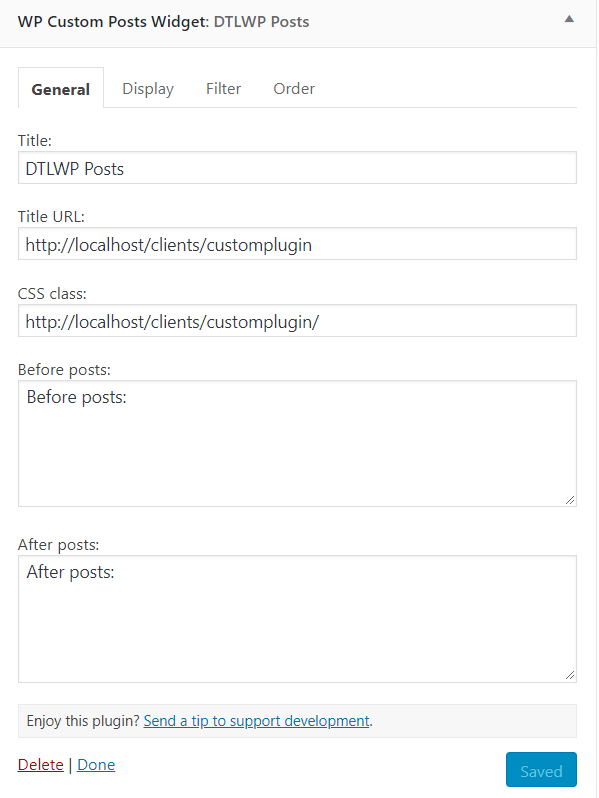 WP Custom Posts Widget: DTLWP Posts
General Display Filter Order
Title:
DTLWP Posts
Title URL:
http://localhost/clients/customplugin
CSS class:
http://localhost/clients/customplugin/
Before posts:
Before posts:
After posts:
After posts:
Enjoy this plugin? Send a tip to support development.
Delete | Done
Saved